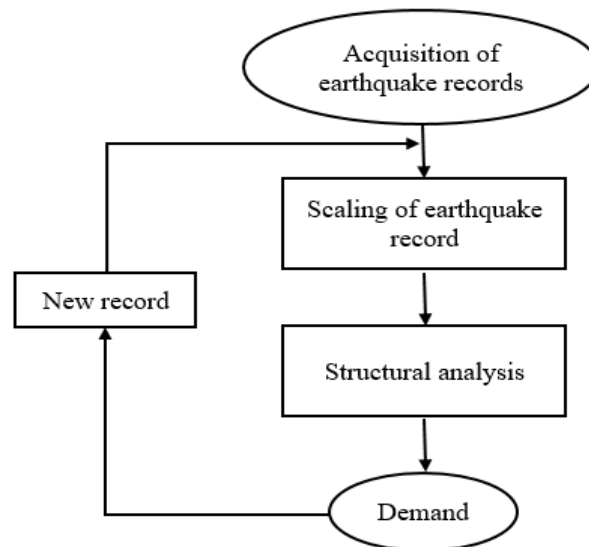 Acquisition of
earthquake records
Scaling of earthquake
record
New record
Structural analysis
Demand